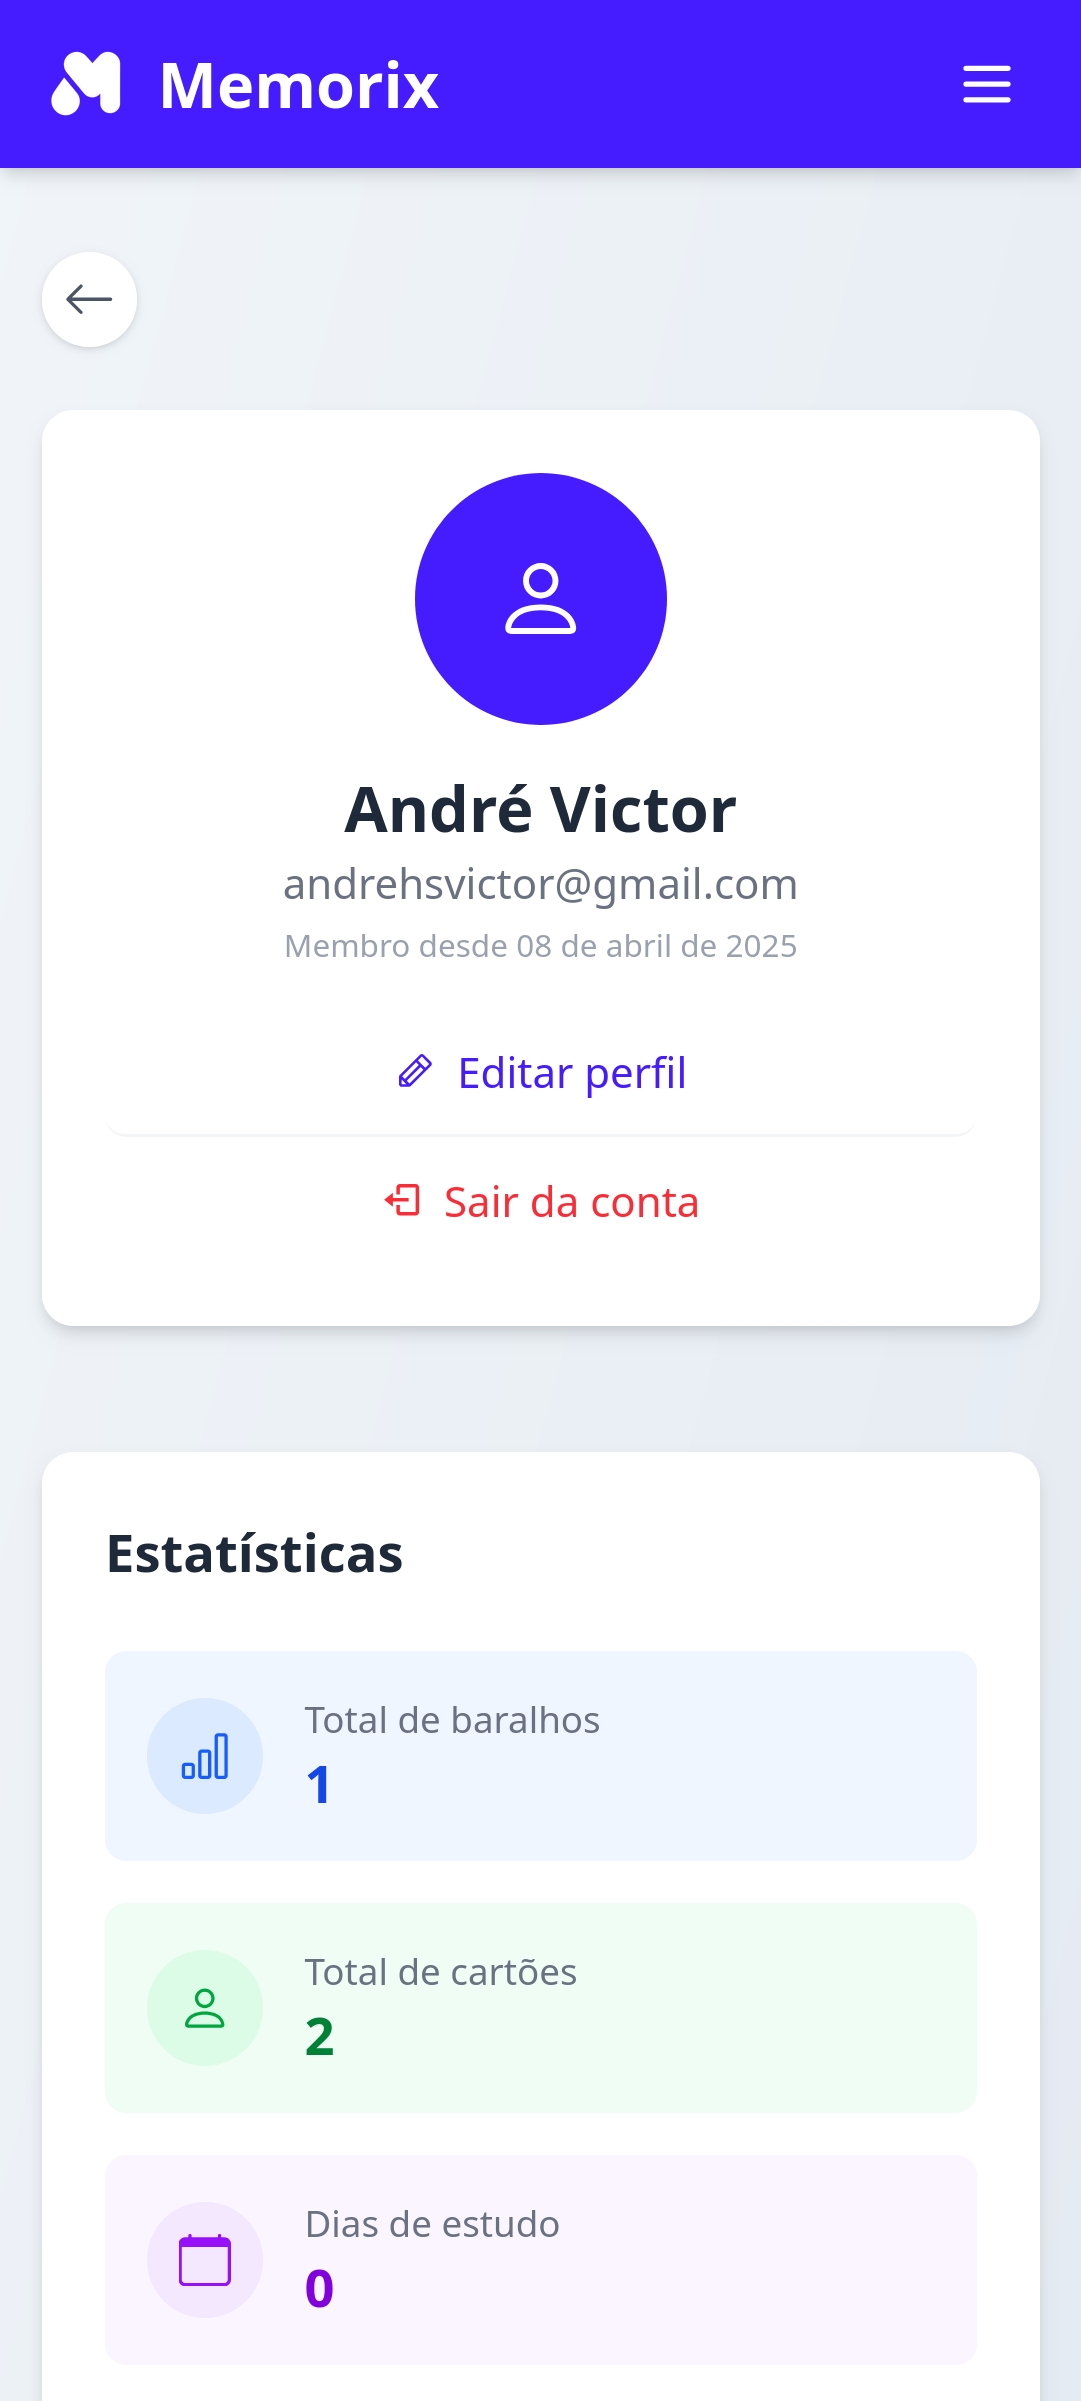 Memorix
André Victor
andrehsvictor@gmail.com
Membro desde 08 de abril de 2025
Editar perfil
Sair da conta
Estatísticas
Total de baralhos
1
Total de cartões
2
Dias de estudo
0